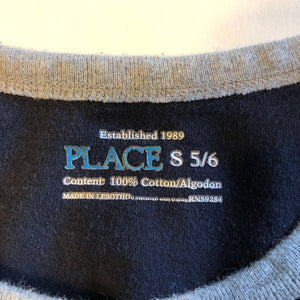 Established 1989
PLACE S 5/6
Content: 100% Cotton/Algodon
MADE IN LESOTHO RN59284